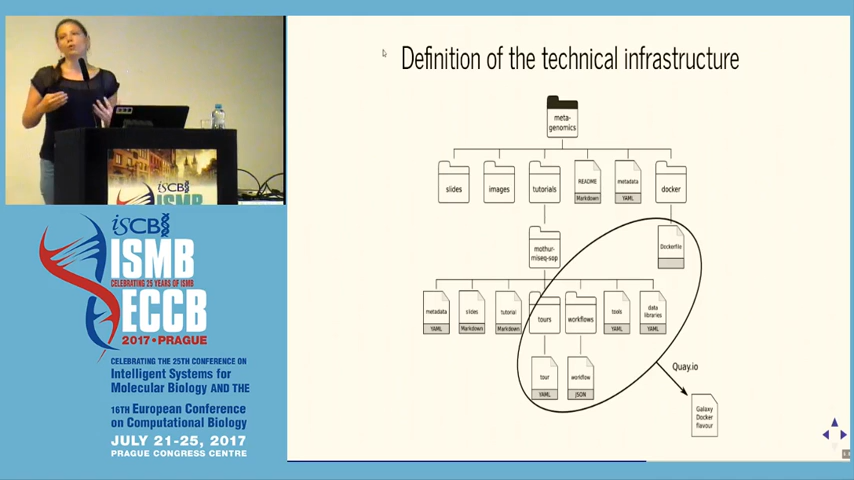 Definition of the technical infrastructure
meta-
genomics
slides
images
tutorials
README
Markdown
metadata
YAML
docker
mothur-
miseq-sop
Dockerfile
metadata
YAML
slides
Markdown
tutorial
Markdown
tours
workflows
tools
YAML
data
libraries
YAML
tour
YAML
workflow
JSON
Quay.io
Galaxy
Docker
flavour
iSCB
ISMB
iSCB
ISMB
CELEBRATING 25 YEARS OF ISMB
ECCB
2017 • PRAGUE
CELEBRATING THE 25TH CONFERENCE ON
Intelligent Systems for
Molecular Biology AND THE
16TH European Conference
on Computational Biology
JULY 21-25, 2017
PRAGUE CONGRESS CENTRE